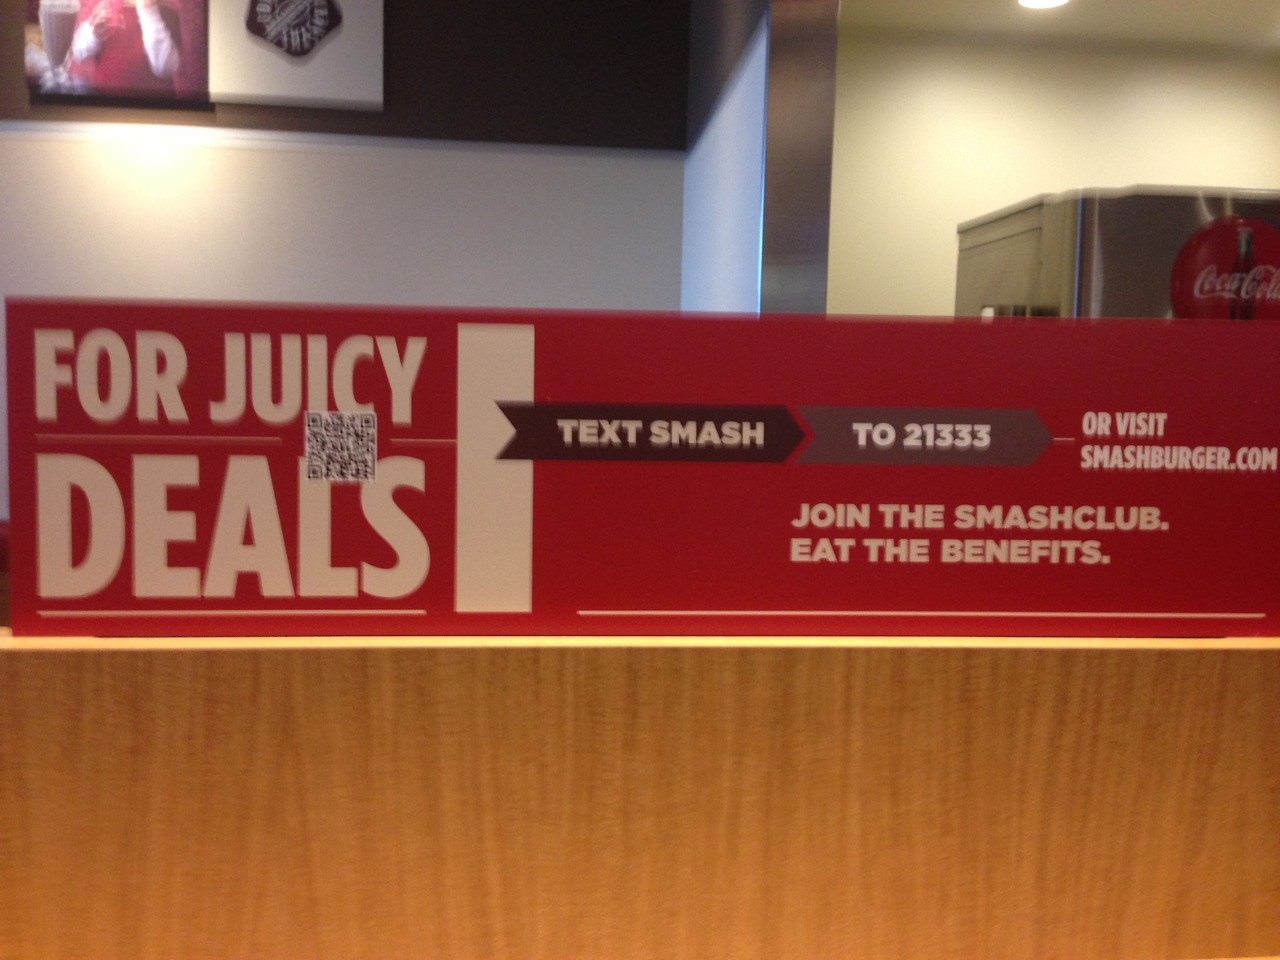 FOR JUICY
DEALS
TEXT SMASH
TO 21333
OR VISIT
SMASHBURGER.COM
JOIN THE SMASHCLUB.
EAT THE BENEFITS.
Coca-Cola